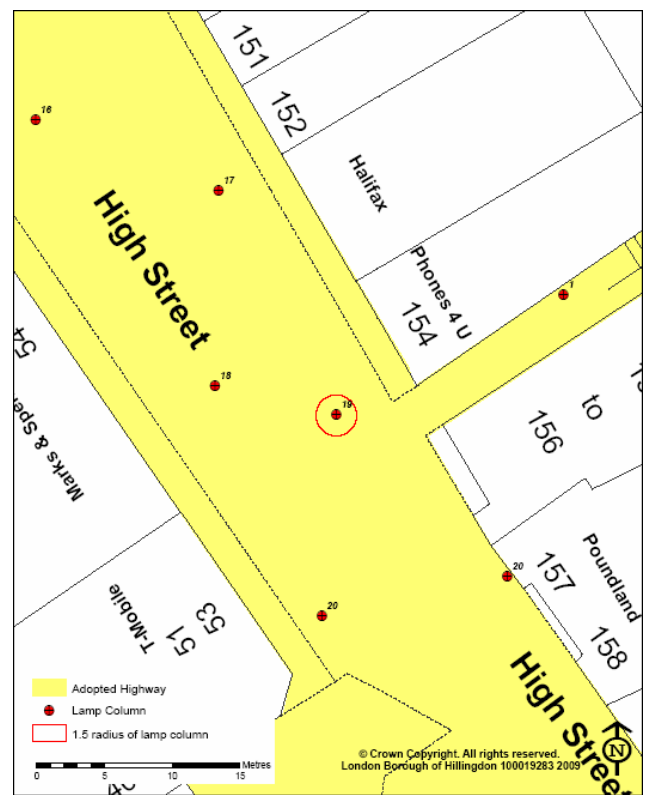 151
152
16
17
Halifax
High Street
Phones 4 U
154
1
54
18
19
Marks & Spe
to
156
20
157
Poundland
158
20
T-Mobile
53
51
High Street
Adopted Highway
Lamp Column
1.5 radius of lamp column
Metres
0 5 10 15
N
© Crown Copyright. All rights reserved.
London Borough of Hillingdon 100019283 2009